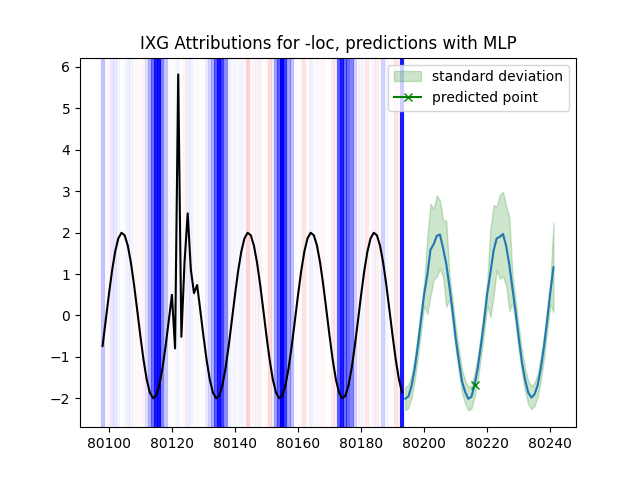 IXG Attributions for -loc, predictions with MLP
standard deviation
predicted point
6
5
4
3
2
1
0
−1
−2
80100 80120 80140 80160 80180 80200 80220 80240